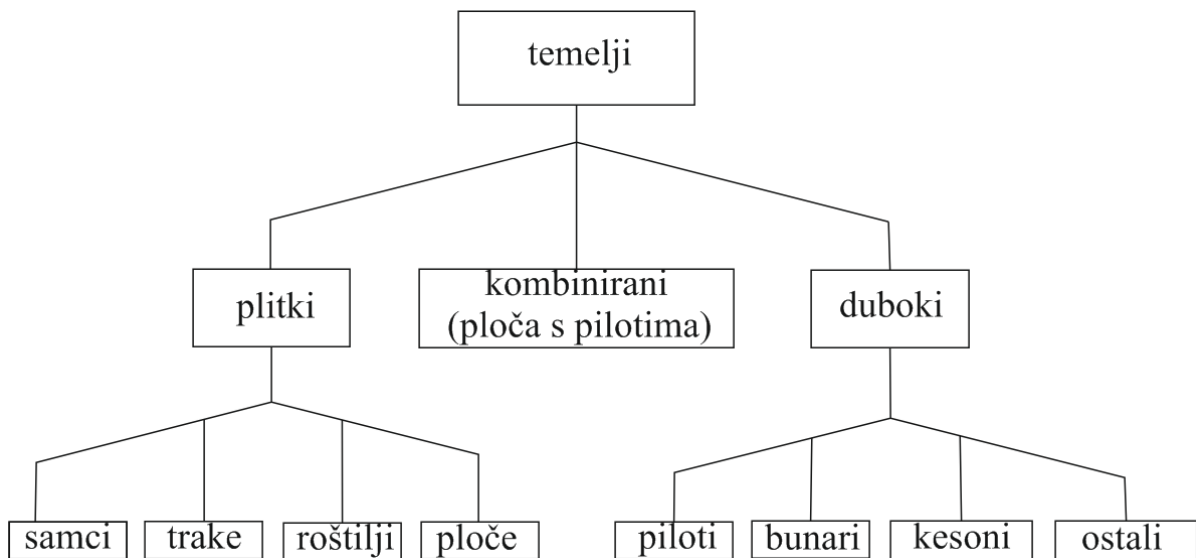 temelji
plitki
kombinirani
(ploča s pilotima)
duboki
samci
trake
roštilji
ploče
piloti
bunari
kesoni
ostali